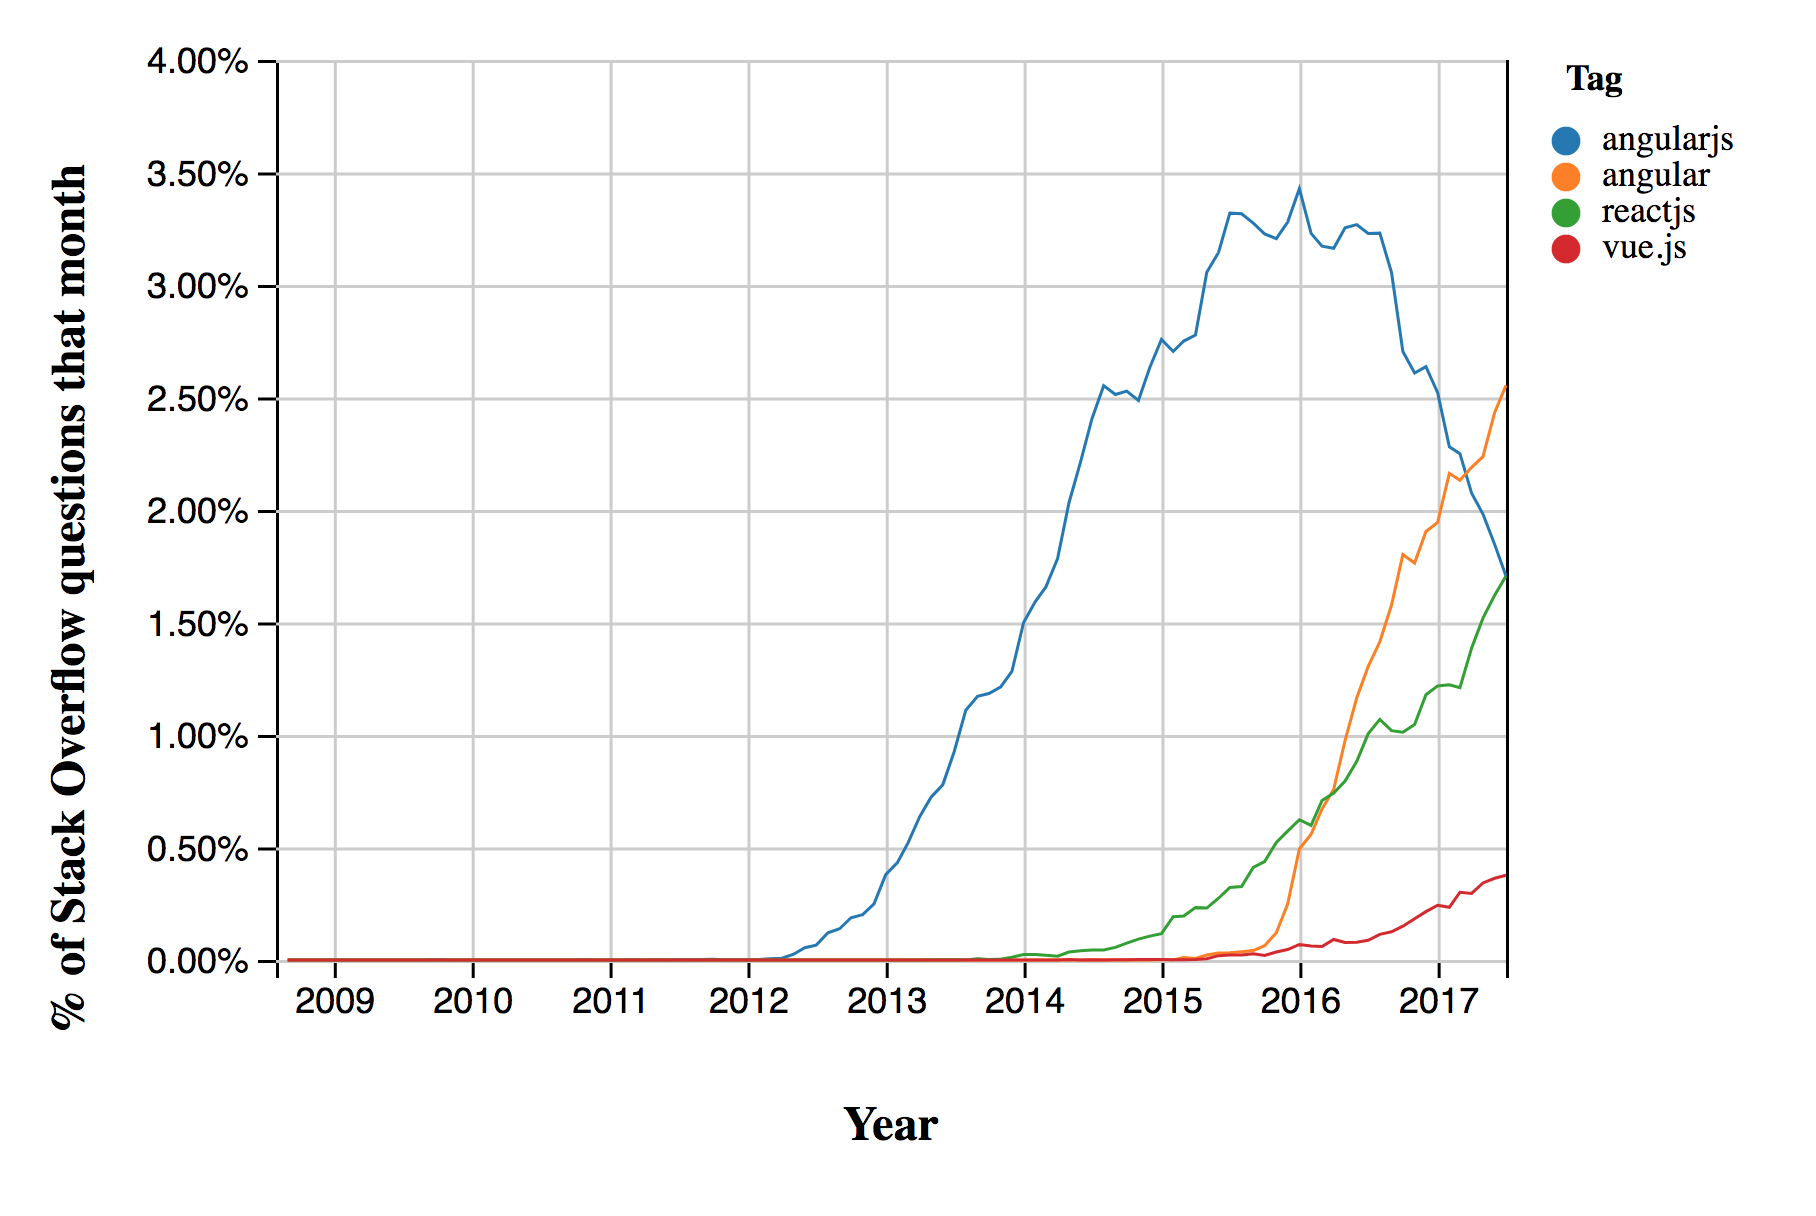 4.00%
3.50%
3.00%
2.50%
2.00%
1.50%
1.00%
0.50%
0.00%
% of Stack Overflow questions that month
2009 2010 2011 2012 2013 2014 2015 2016 2017
Year
Tag
angularjs
angular
reactjs
vue.js